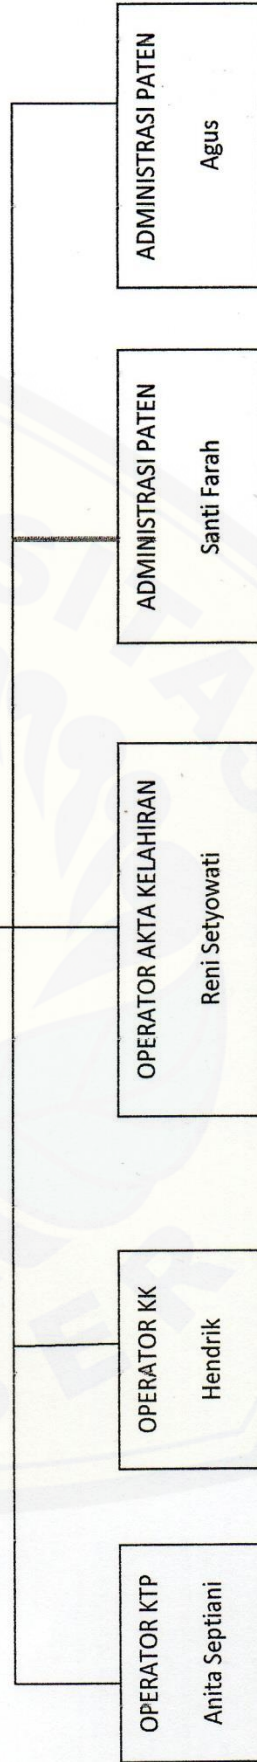 OPERATOR KTP
Anita Septiani
OPERATOR KK
Hendrik
OPERATOR AKTA KELAHIRAN
Reni Setyowati
ADMINISTRASI PATEN
Santi Farah
ADMINISTRASI PATEN
Agus